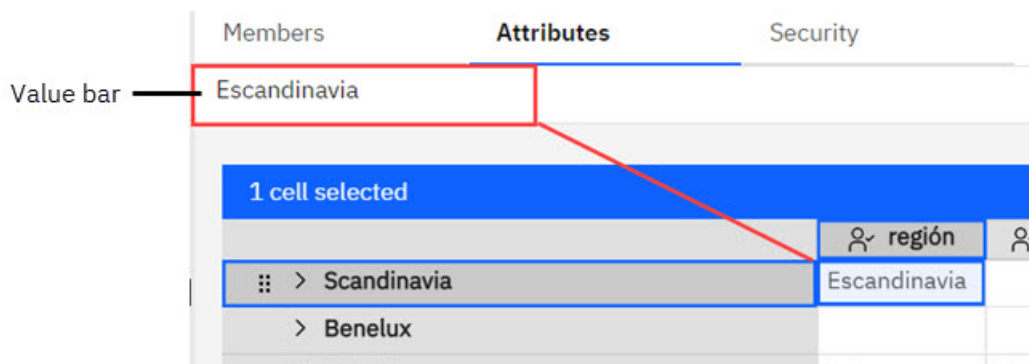 Members Attributes Security
Value bar
Escandinavia
1 cell selected
región
Scandinavia Escandinavia
Benelux